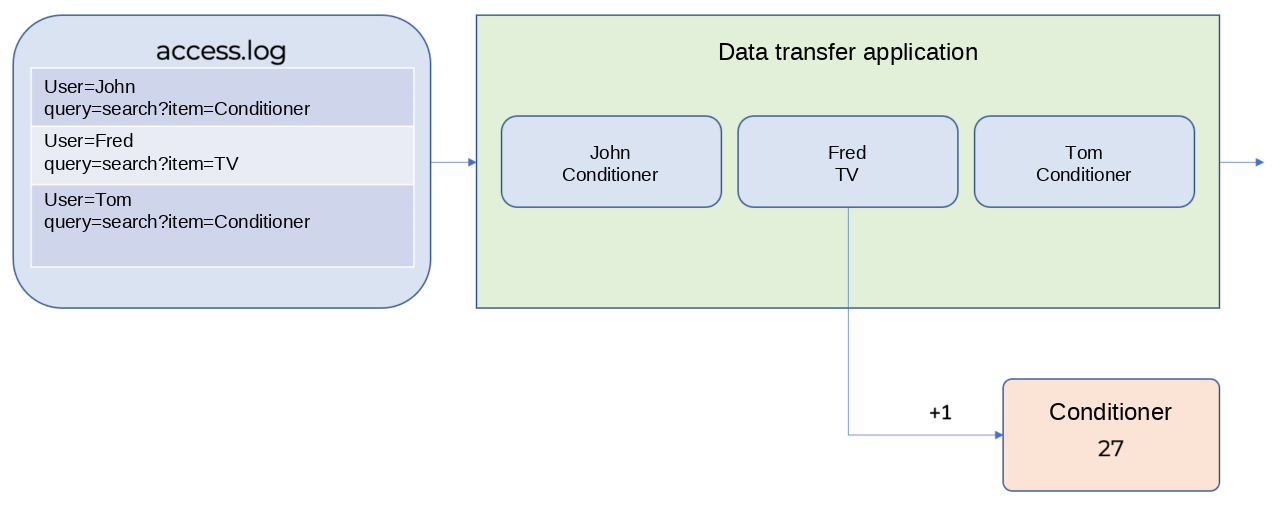 access.log
User=John
query=search?item=Conditioner
User=Fred
query=search?item=TV
User=Tom
query=search?item=Conditioner
Data transfer application
John
Conditioner
Fred
TV
Tom
Conditioner
+1
Conditioner
27